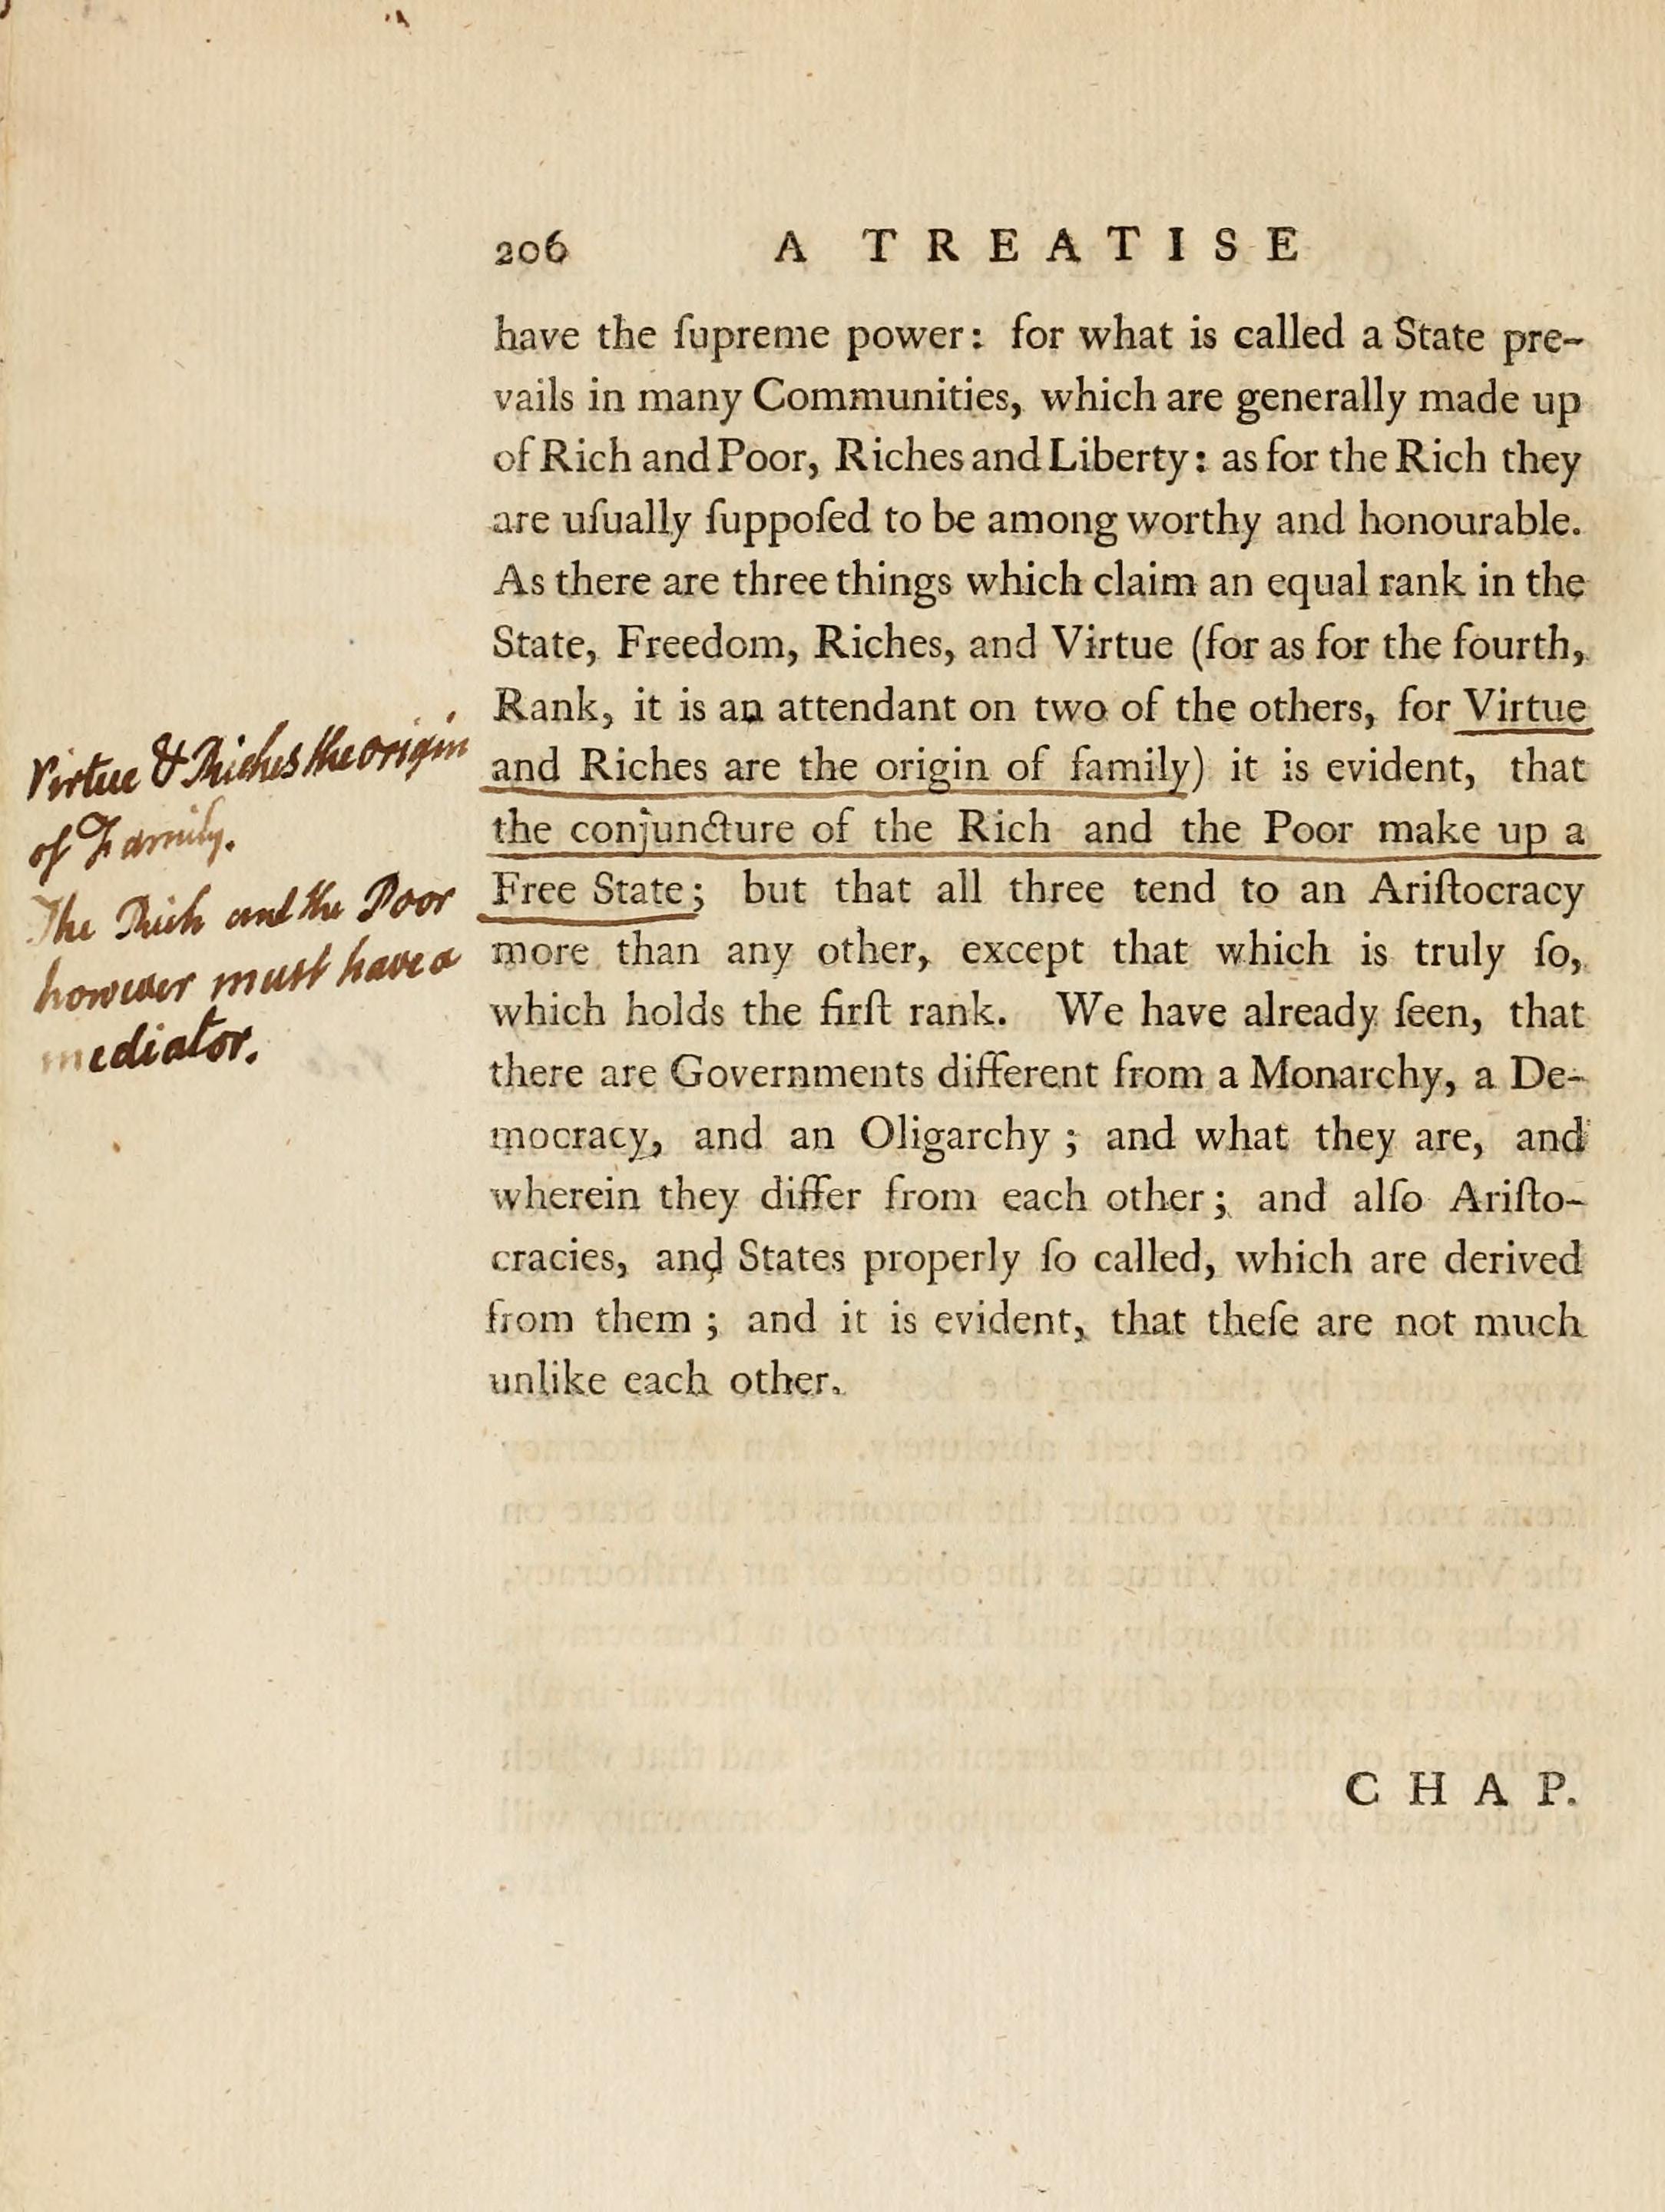 206 A TREATISE
have the ſupreme power: for what is called a State pre-
vails in many Communities, which are generally made up
of Rich and Poor, Riches and Liberty: as for the Rich they
are uſually ſuppoſed to be among worthy and honourable.
As there are three things which claim an equal rank in the
State, Freedom, Riches, and Virtue (for as for the fourth,
Rank, it is an attendant on two of the others, for Virtue
and Riches are the origin of family) it is evident, that
the conjuncture of the Rich and the Poor make up a
Free State; but that all three tend to an Ariſtocracy
more than any other, except that which is truly ſo,
which holds the firſt rank. We have already ſeen, that
there are Governments different from a Monarchy, a De-
mocracy, and an Oligarchy; and what they are, and
wherein they differ from each other; and alſo Ariſto-
cracies, and States properly ſo called, which are derived
from them; and it is evident, that theſe are not much
unlike each other.
Virtue & Riches the origin
of Family.
The Rich and the Poor
however must have a
mediator.
CHAP.